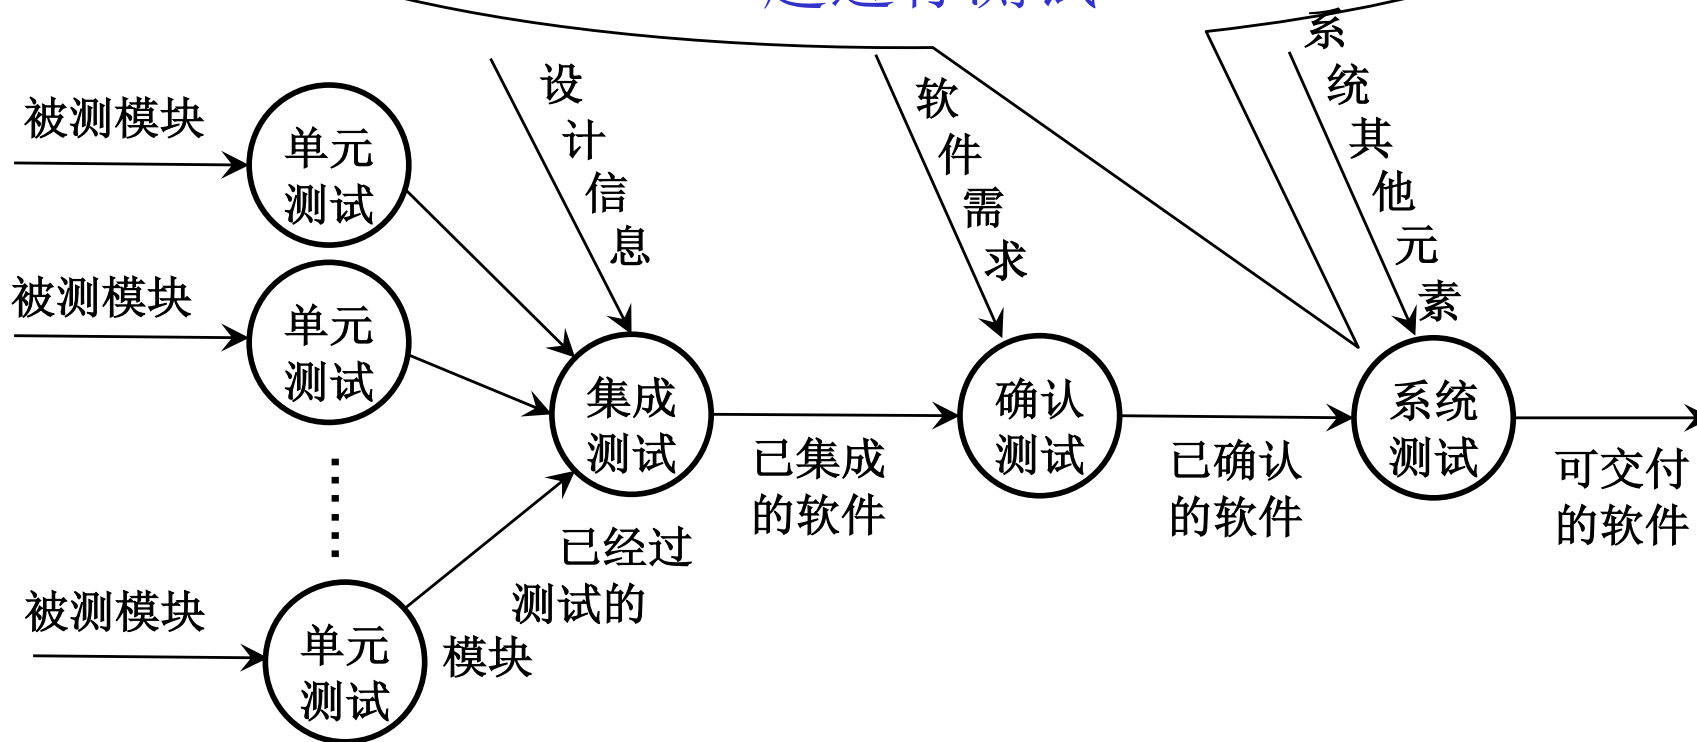 测试
被测模块
单元
测试
设计信息
软件需求
系统其他元素
被测模块
单元
测试
集成
测试
确认
测试
系统
测试
已集成
的软件
已确认
的软件
可交付
的软件
已经过
测试的
模块
被测模块
单元
测试